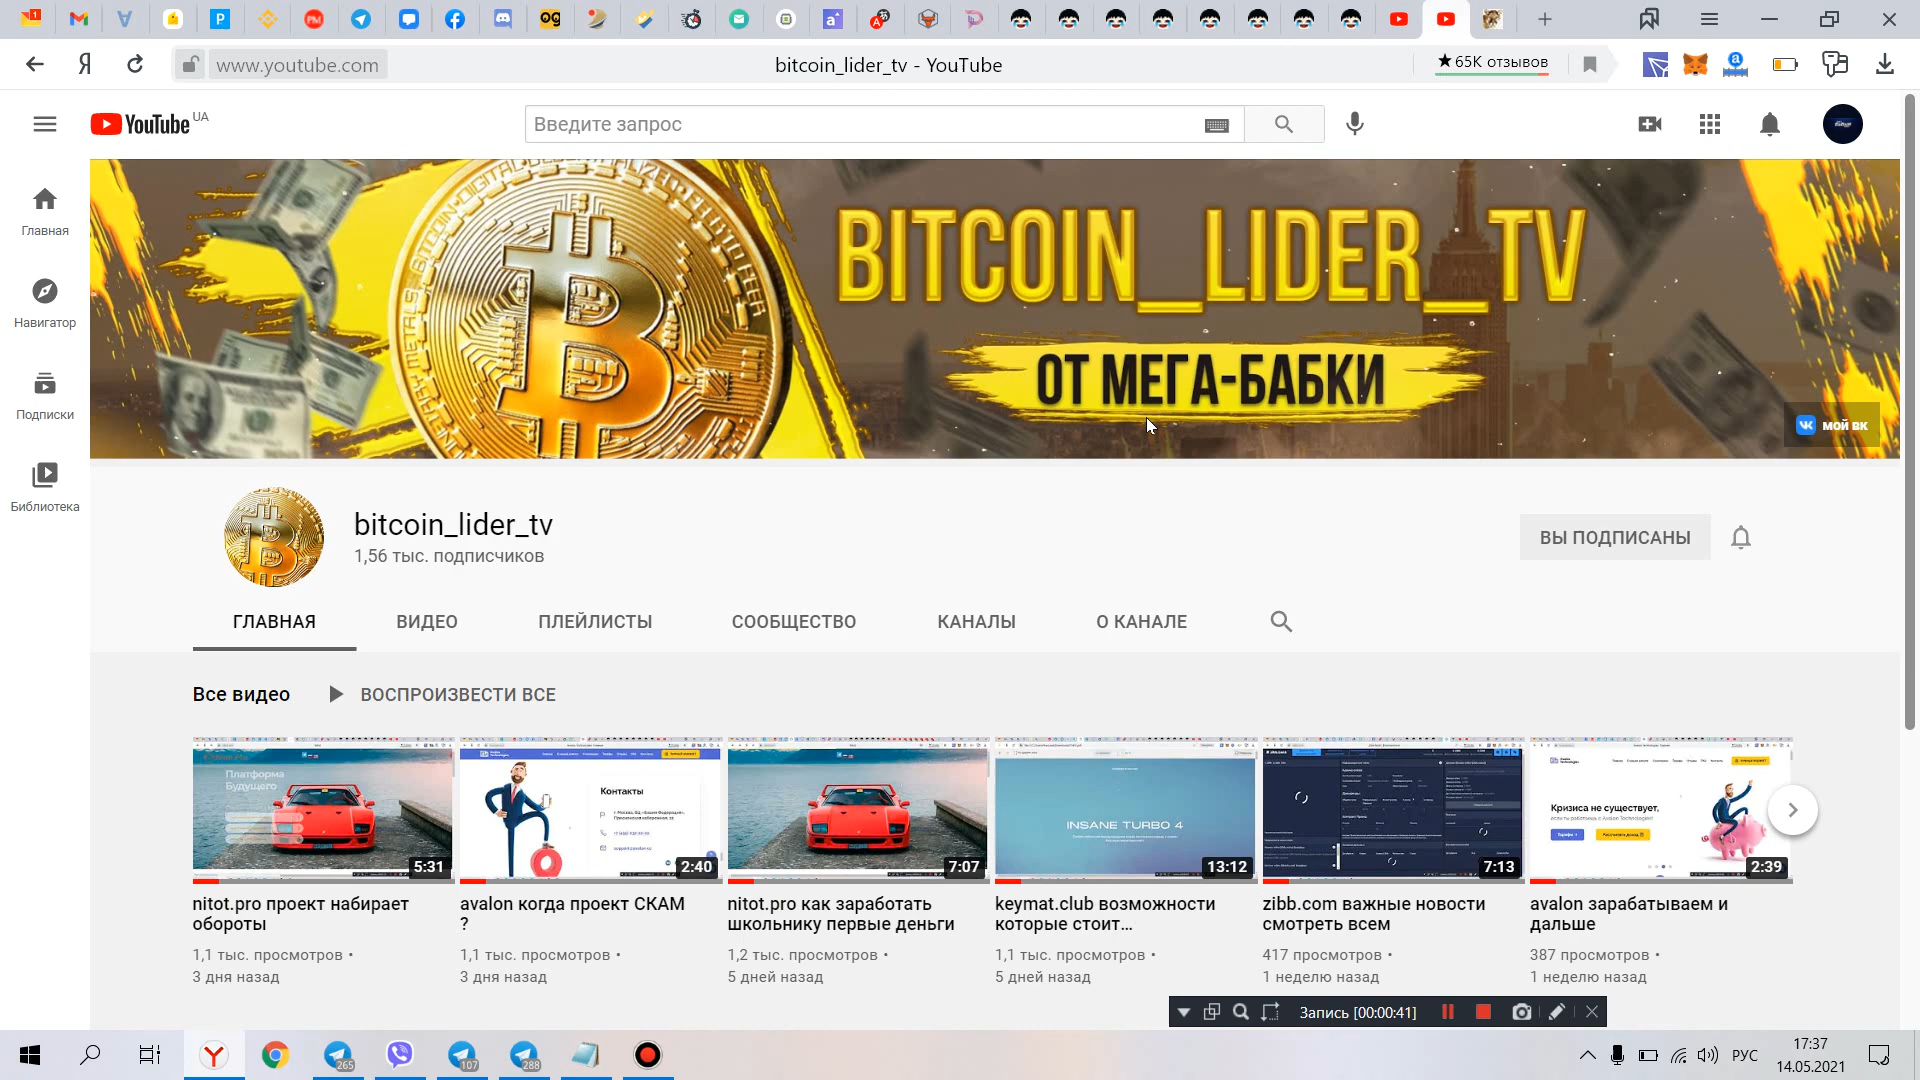 www.youtube.com
bitcoin_lider_tv - YouTube
★ 65K отзывов
YouTube UA
Введите запрос
Главная
Навигатор
Подписки
Библиотека
BITCOIN_LIDER_TV
ОТ МЕГА-БАБКИ
МОЙ ВК
bitcoin_lider_tv
1,56 тыс. подписчиков
ВЫ ПОДПИСАНЫ
ГЛАВНАЯ
ВИДЕО
ПЛЕЙЛИСТЫ
СООБЩЕСТВО
КАНАЛЫ
О КАНАЛЕ
Все видео
ВОСПРОИЗВЕСТИ ВСЕ
Платформа
Будущего
5:31
Контакты
2:40
7:07
INSANE TURBO 4
13:12
7:13
Кризиса не существует,
2:39
nitot.pro проект набирает
обороты
1,1 тыс. просмотров •
3 дня назад
avalon когда проект СКАМ
?
1,1 тыс. просмотров •
3 дня назад
nitot.pro как заработать
школьнику первые деньги
1,2 тыс. просмотров •
5 дней назад
keymat.club возможности
которые стоит...
1,1 тыс. просмотров •
5 дней назад
zibb.com важные новости
смотреть всем
417 просмотров •
1 неделю назад
avalon зарабатываем и
дальше
387 просмотров •
1 неделю назад
Запись [00:00:41]
265
107
288
РУС
17:37
14.05.2021